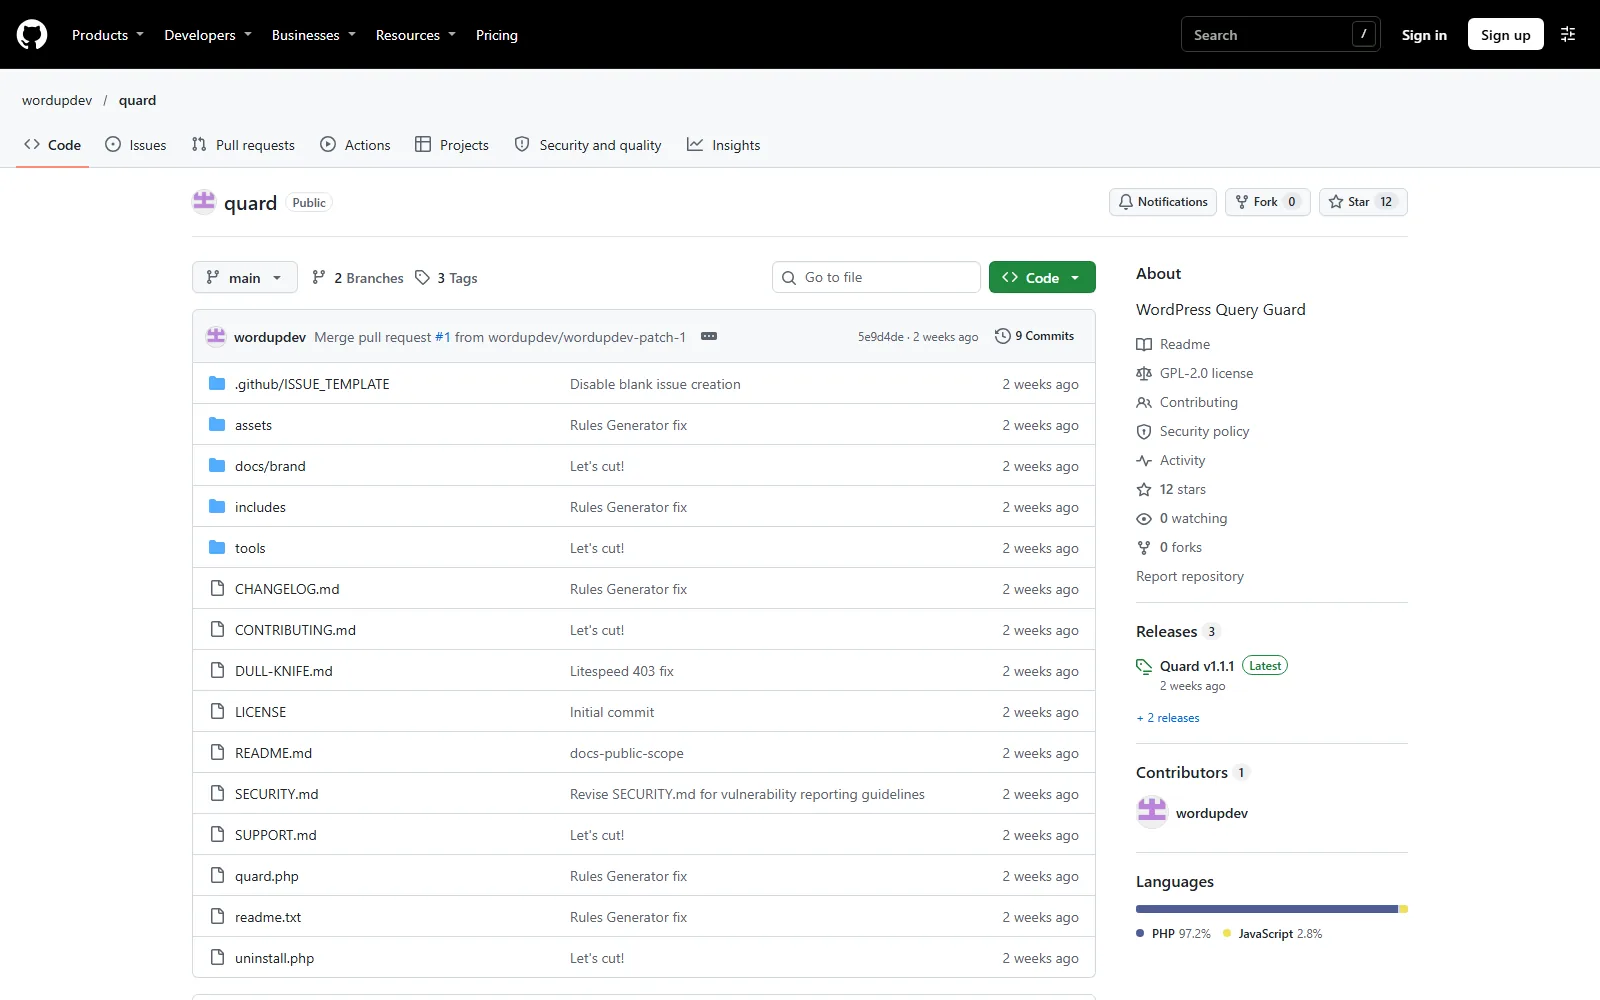 Products Developers Businesses Resources Pricing Search / Sign in Sign up
wordupdev / quard
Code Issues Pull requests Actions Projects Security and quality Insights
quard Public Notifications Fork 0 Star 12
main 2 Branches 3 Tags Go to file Code
wordupdev Merge pull request #1 from wordupdev/wordupdev-patch-1 5e9d4de · 2 weeks ago 9 Commits
.github/ISSUE_TEMPLATE Disable blank issue creation 2 weeks ago
assets Rules Generator fix 2 weeks ago
docs/brand Let's cut! 2 weeks ago
includes Rules Generator fix 2 weeks ago
tools Let's cut! 2 weeks ago
CHANGELOG.md Rules Generator fix 2 weeks ago
CONTRIBUTING.md Let's cut! 2 weeks ago
DULL-KNIFE.md Litespeed 403 fix 2 weeks ago
LICENSE Initial commit 2 weeks ago
README.md docs-public-scope 2 weeks ago
SECURITY.md Revise SECURITY.md for vulnerability reporting guidelines 2 weeks ago
SUPPORT.md Let's cut! 2 weeks ago
quard.php Rules Generator fix 2 weeks ago
readme.txt Rules Generator fix 2 weeks ago
uninstall.php Let's cut! 2 weeks ago
About
WordPress Query Guard
Readme
GPL-2.0 license
Contributing
Security policy
Activity
12 stars
0 watching
0 forks
Report repository
Releases 3
Quard v1.1.1 Latest
2 weeks ago
+ 2 releases
Contributors 1
wordupdev
Languages
PHP 97.2% JavaScript 2.8%